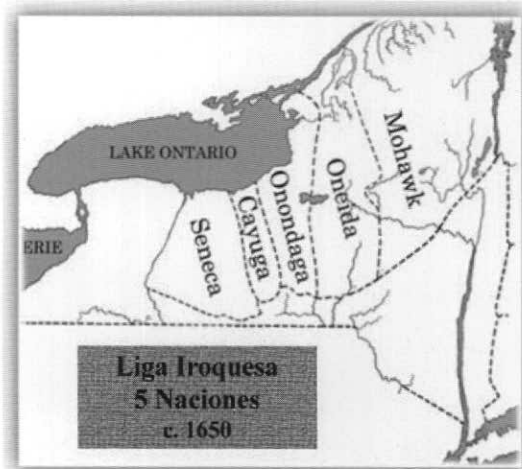 LAKE ONTARIO
ERIE
Seneca
Cayuga
Onondaga
Oneida
Mohawk
Liga Iroquesa
5 Naciones
c. 1650